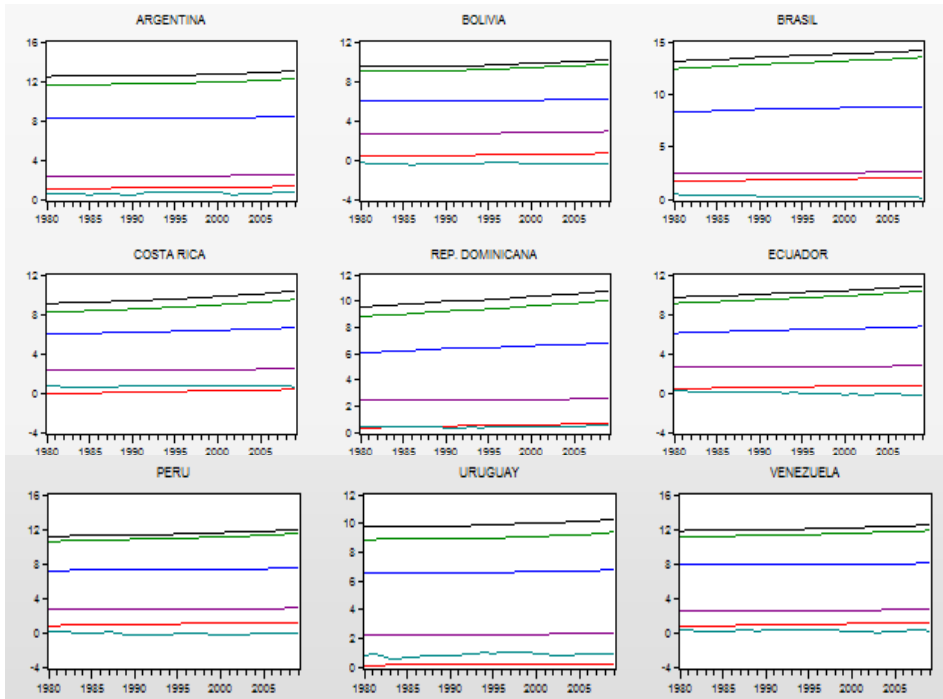 ARGENTINA BOLIVIA BRASIL
16 12 15
12 8 10
8 4
4 0 5
0 -4 0
1980 1985 1990 1995 2000 2005 1980 1985 1990 1995 2000 2005 1980 1985 1990 1995 2000 2005
COSTA RICA REP. DOMINICANA ECUADOR
12 12 12
10
8 8 8
6
4 4 4
0 2 0
-4 0 -4
1980 1985 1990 1995 2000 2005 1980 1985 1990 1995 2000 2005 1980 1985 1990 1995 2000 2005
PERU URUGUAY VENEZUELA
16 12 16
12 10 12
8 8 8
6
4 4 4
0 2 0
-4 0 -4
1980 1985 1990 1995 2000 2005 1980 1985 1990 1995 2000 2005 1980 1985 1990 1995 2000 2005